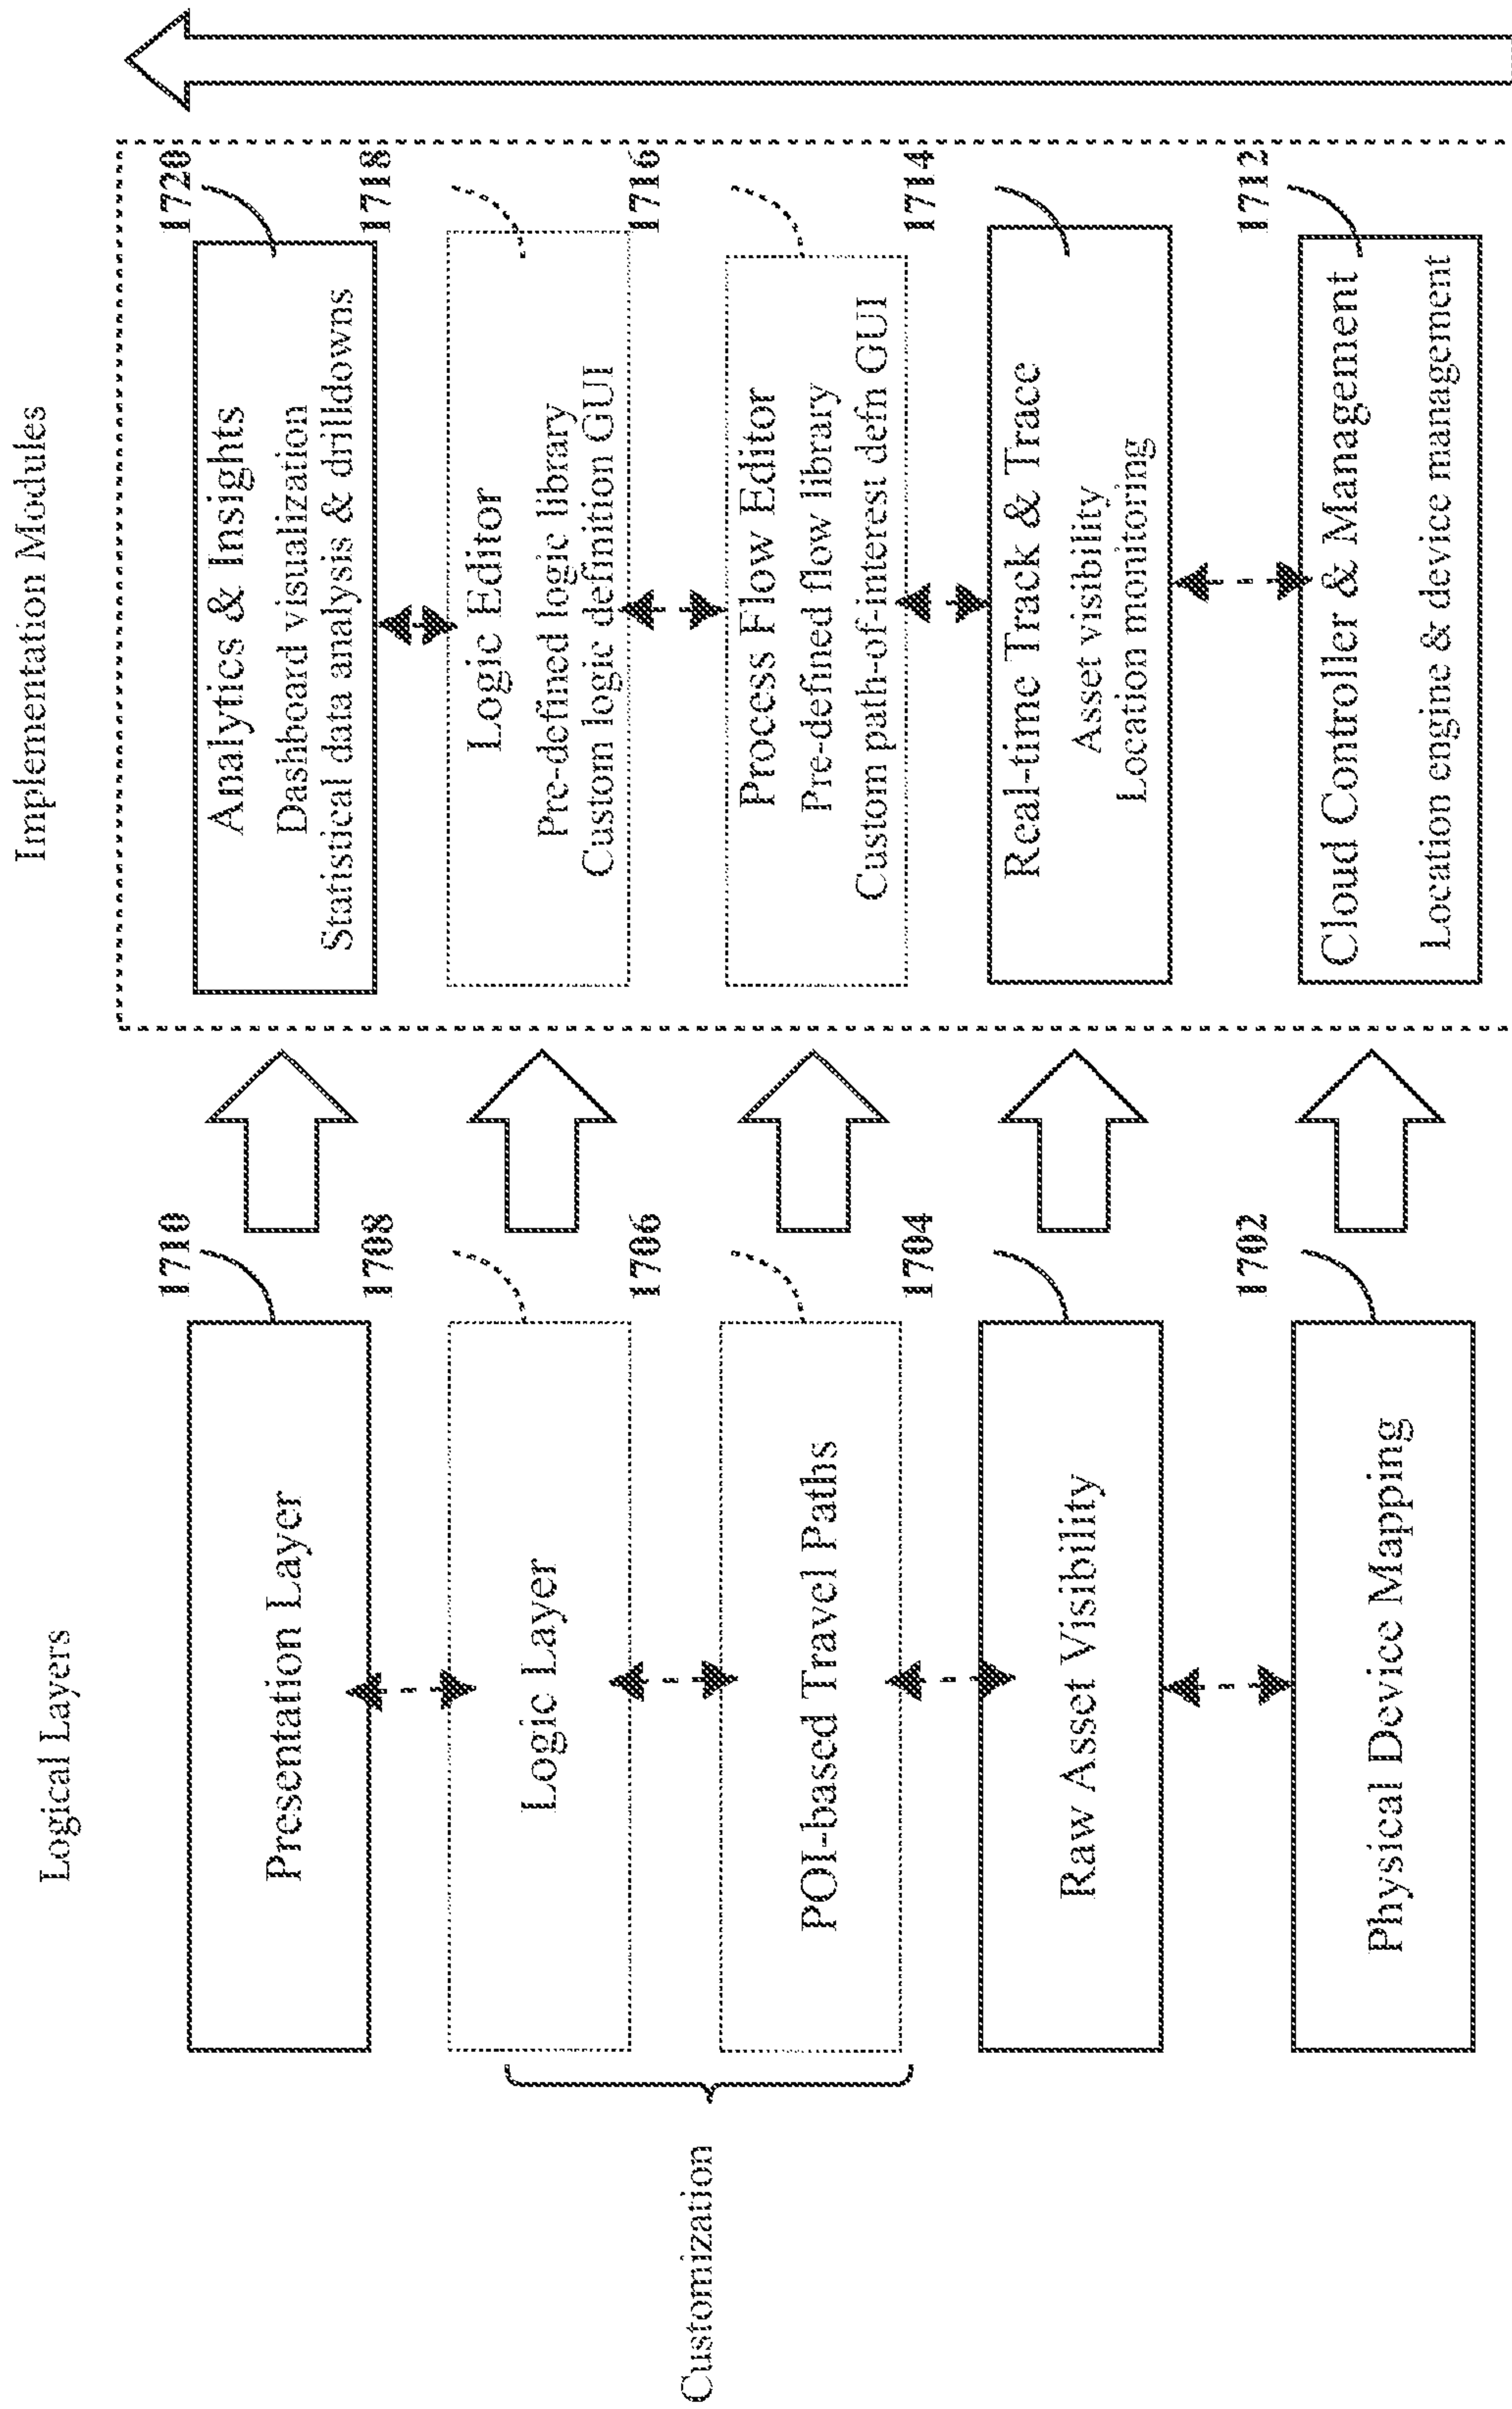 Logical Layers
Implementation Modules
1710
Presentation Layer
1720
Analytics & Insights
Dashboard visualization
Statistical data analysis & drilldowns
1708
Logic Layer
1718
Logic Editor
Pre-defined logic library
Custom logic definition GUI
Customization
1706
POI-based Travel Paths
1716
Process Flow Editor
Pre-defined flow library
Custom path-of-interest defn GUI
1704
Raw Asset Visibility
1714
Real-time Track & Trace
Asset visibility
Location monitoring
1702
Physical Device Mapping
1712
Cloud Controller & Management
Location engine & device management